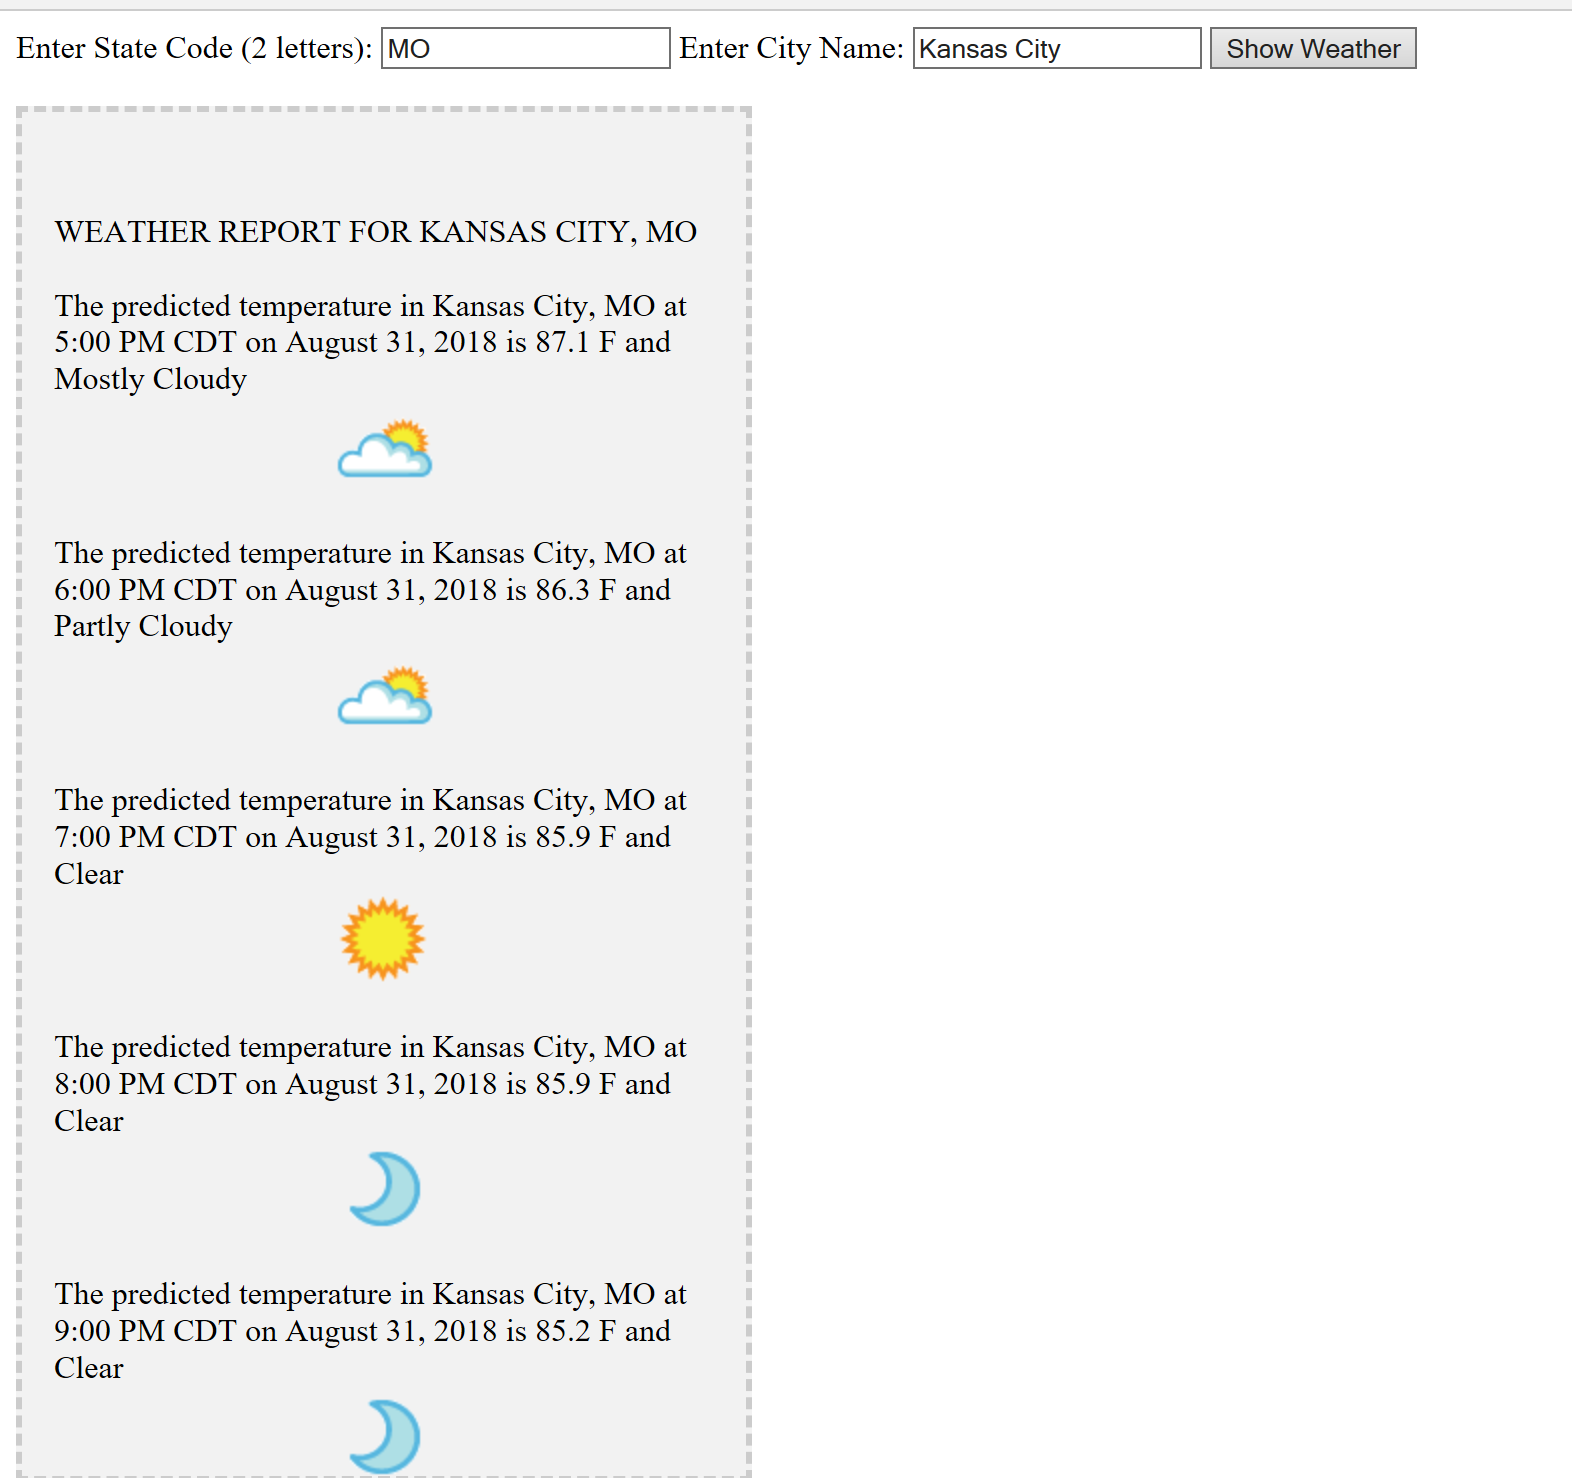 Enter State Code (2 letters): MO Enter City Name: Kansas City Show Weather
WEATHER REPORT FOR KANSAS CITY, MO
The predicted temperature in Kansas City, MO at
5:00 PM CDT on August 31, 2018 is 87.1 F and
Mostly Cloudy
The predicted temperature in Kansas City, MO at
6:00 PM CDT on August 31, 2018 is 86.3 F and
Partly Cloudy
The predicted temperature in Kansas City, MO at
7:00 PM CDT on August 31, 2018 is 85.9 F and
Clear
The predicted temperature in Kansas City, MO at
8:00 PM CDT on August 31, 2018 is 85.9 F and
Clear
The predicted temperature in Kansas City, MO at
9:00 PM CDT on August 31, 2018 is 85.2 F and
Clear